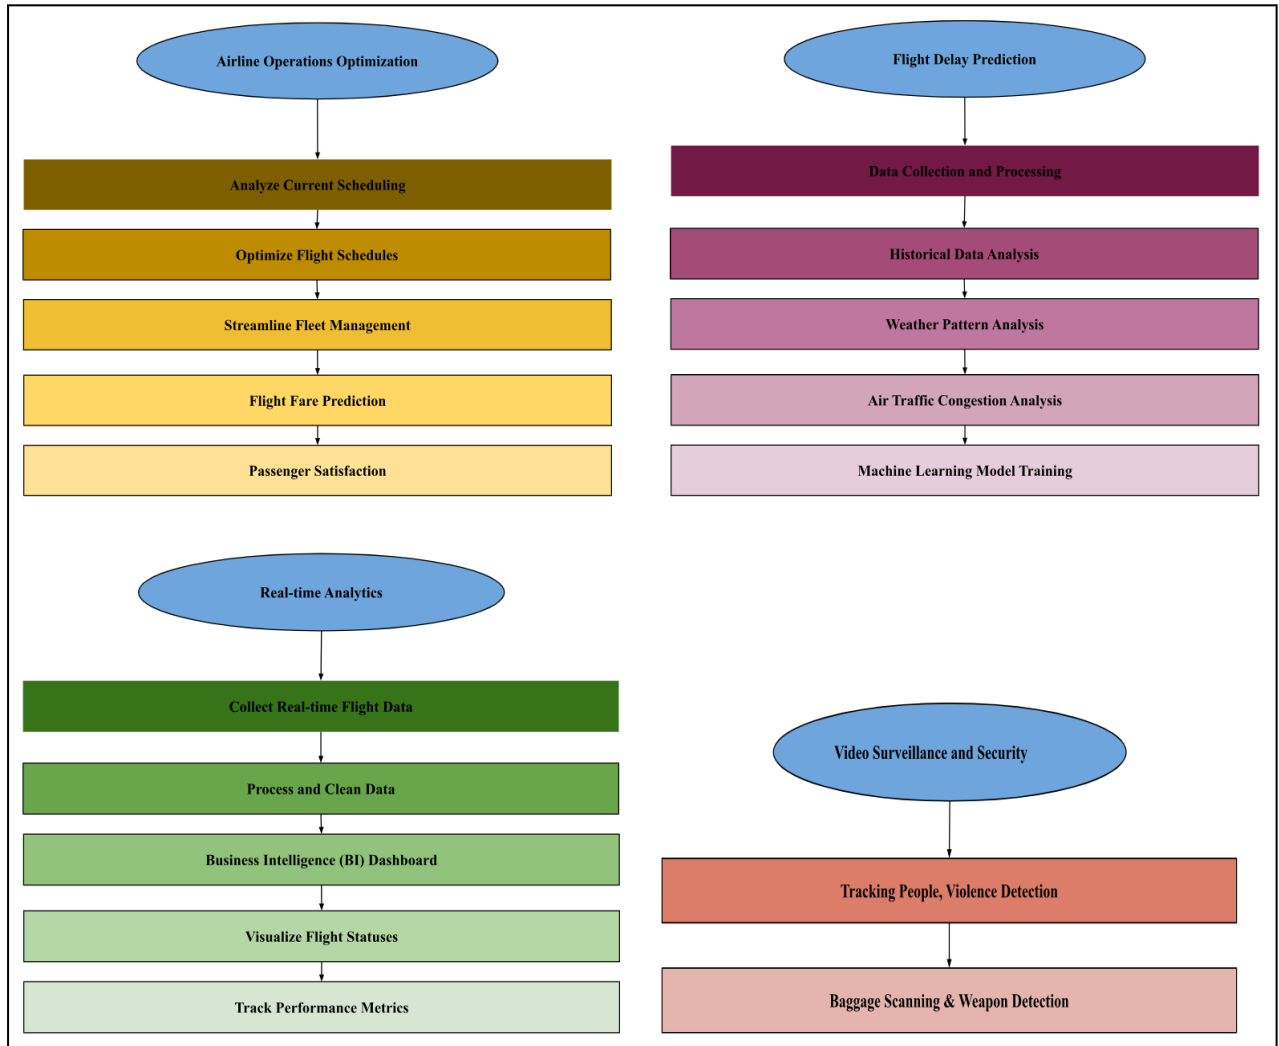 Airline Operations Optimization
Analyze Current Scheduling
Optimize Flight Schedules
Streamline Fleet Management
Flight Fare Prediction
Passenger Satisfaction
Flight Delay Prediction
Data Collection and Processing
Historical Data Analysis
Weather Pattern Analysis
Air Traffic Congestion Analysis
Machine Learning Model Training
Real-time Analytics
Collect Real-time Flight Data
Process and Clean Data
Business Intelligence (BI) Dashboard
Visualize Flight Statuses
Track Performance Metrics
Video Surveillance and Security
Tracking People, Violence Detection
Baggage Scanning & Weapon Detection